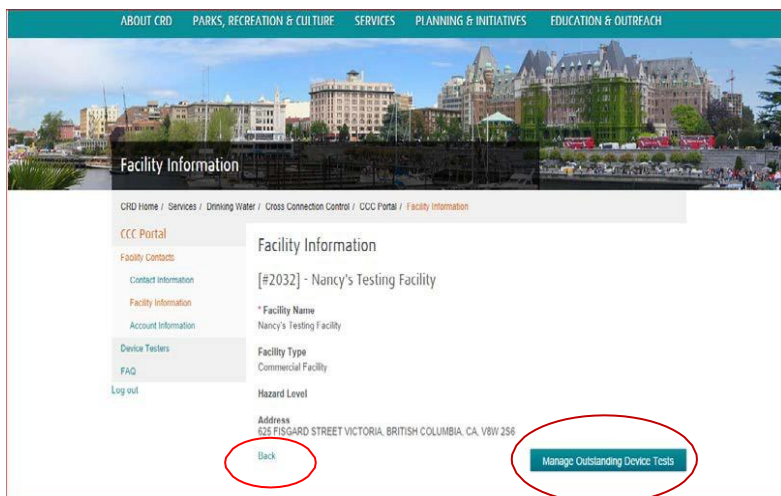 ABOUT CRD PARKS, RECREATION & CULTURE SERVICES PLANNING & INITIATIVES EDUCATION & OUTREACH
Facility Information
CRD Home / Services / Drinking Water / Cross Connection Control / CCC Portal / Facility Information
CCC Portal
Facility Contacts
Contact Information
Facility Information
Account Information
Device Testers
FAQ
Log out
Facility Information
[#2032] - Nancy's Testing Facility
* Facility Name
Nancy's Testing Facility
Facility Type
Commercial Facility
Hazard Level
Address
625 FISGARD STREET VICTORIA, BRITISH COLUMBIA, CA, V8W 2S6
Back
Manage Outstanding Device Tests